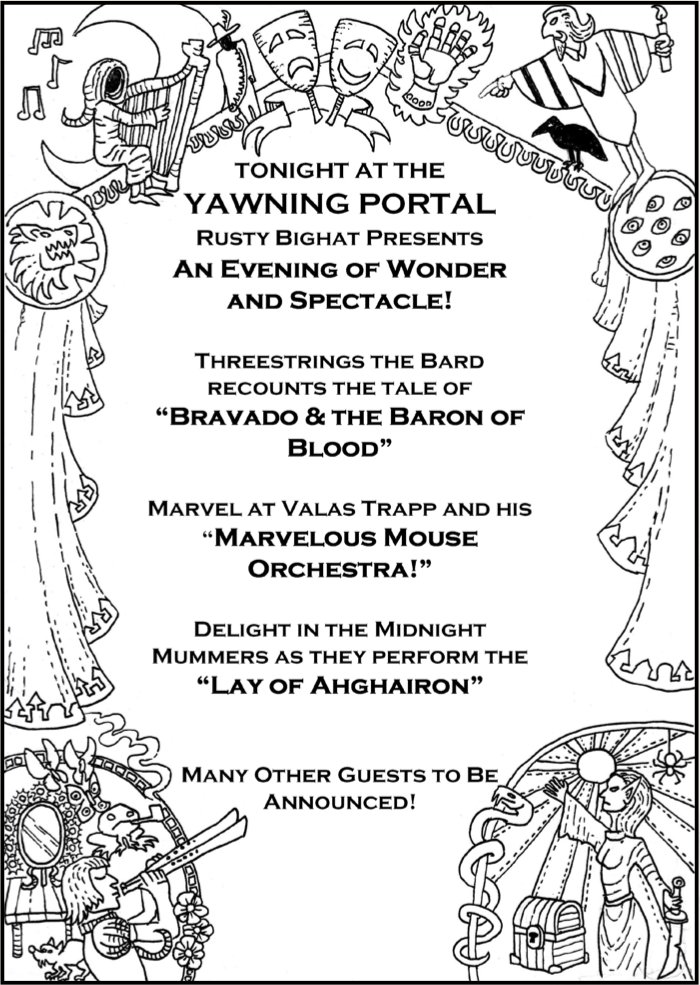 TONIGHT AT THE
YAWNING PORTAL
RUSTY BIGHAT PRESENTS
AN EVENING OF WONDER
AND SPECTACLE!
THREESTRINGS THE BARD
RECOUNTS THE TALE OF
“BRAVADO & THE BARON OF
BLOOD”
MARVEL AT VALAS TRAPP AND HIS
“MARVELOUS MOUSE
ORCHESTRA!”
DELIGHT IN THE MIDNIGHT
MUMMERS AS THEY PERFORM THE
“LAY OF AHGHAIRON”
MANY OTHER GUESTS TO BE
ANNOUNCED!